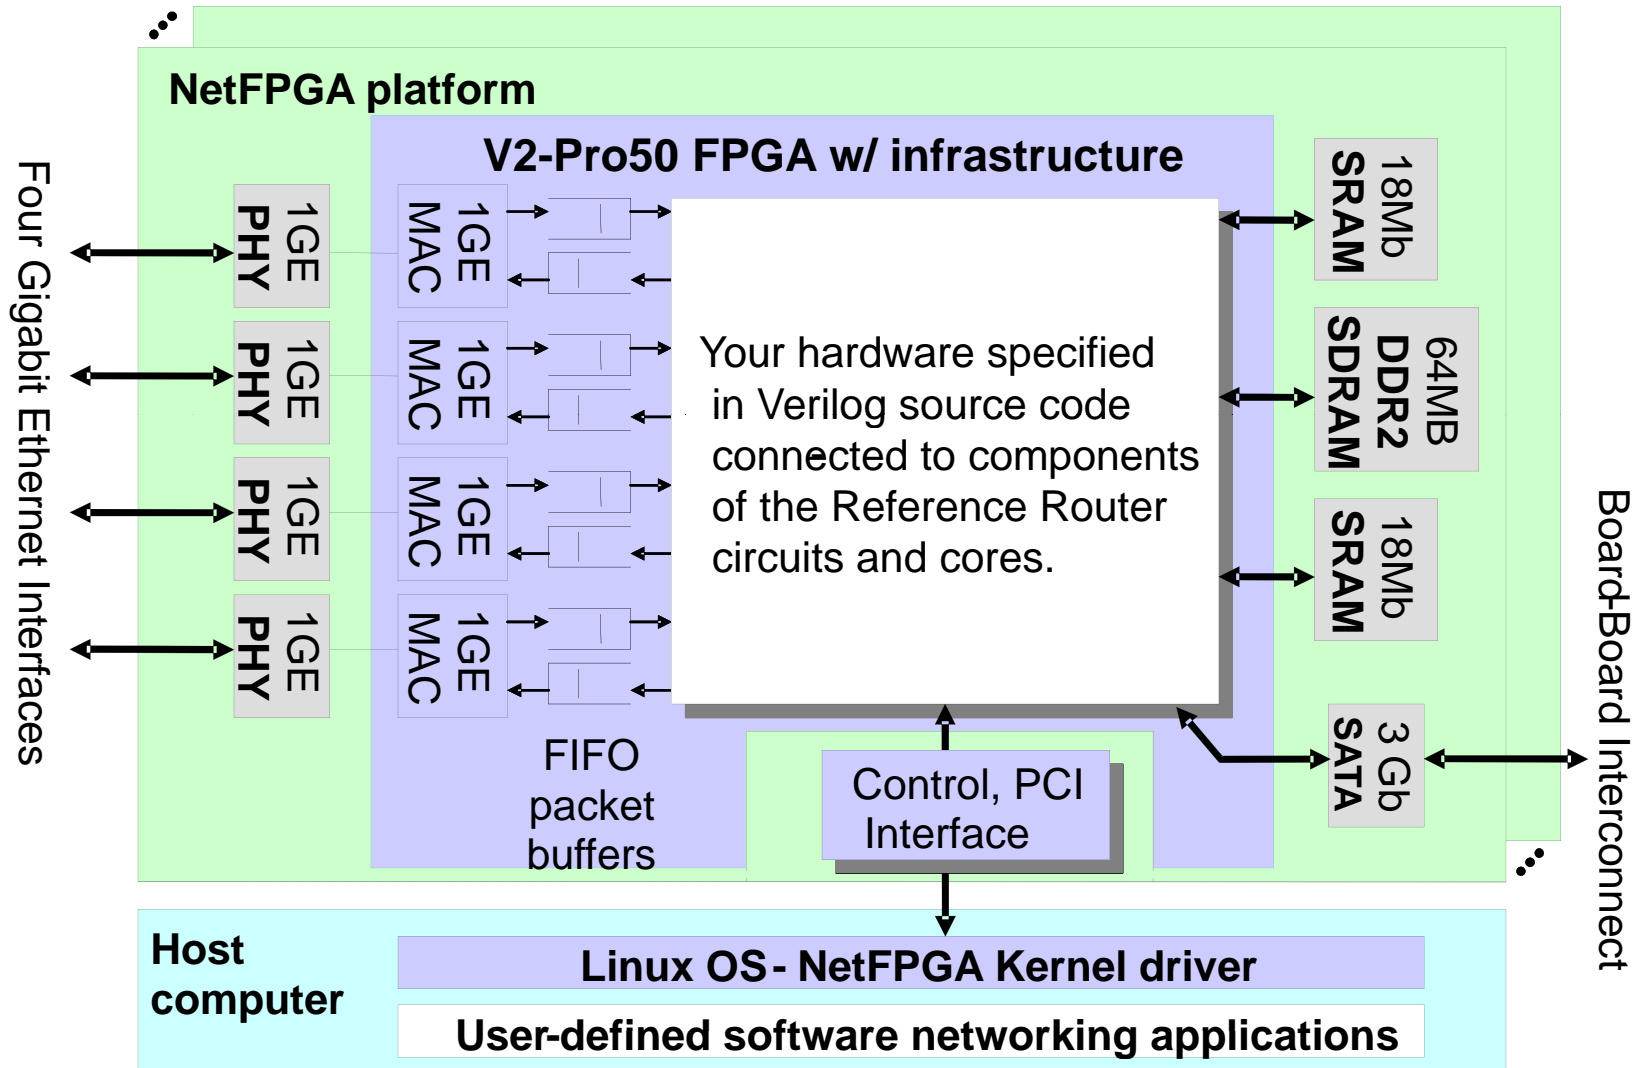 NetFPGA platform
V2-Pro50 FPGA w/ infrastructure
Four Gigabit Ethernet Interfaces
1GE
PHY
1GE
MAC
1GE
PHY
1GE
MAC
1GE
PHY
1GE
MAC
1GE
PHY
1GE
MAC
FIFO
packet
buffers
Your hardware specified
in Verilog source code
connected to components
of the Reference Router
circuits and cores.
18Mb
SRAM
64MB
DDR2
SDRAM
18Mb
SRAM
3 Gb
SATA
Board-Board Interconnect
Control, PCI
Interface
Host
computer
Linux OS - NetFPGA Kernel driver
User-defined software networking applications